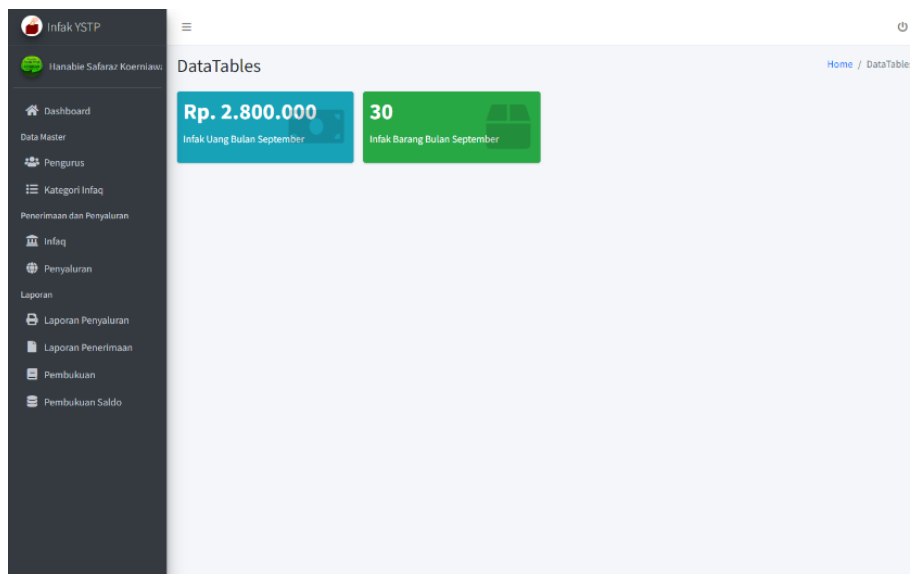 Infak YSTP
Hanabie Safaraz Koerniawa
DataTables
Home / DataTables
Dashboard
Data Master
Pengurus
Kategori Infaq
Penerimaan dan Penyaluran
Infaq
Penyaluran
Laporan
Laporan Penyaluran
Laporan Penerimaan
Pembukuan
Pembukuan Saldo
Rp. 2.800.000
Infak Uang Bulan September
30
Infak Barang Bulan September